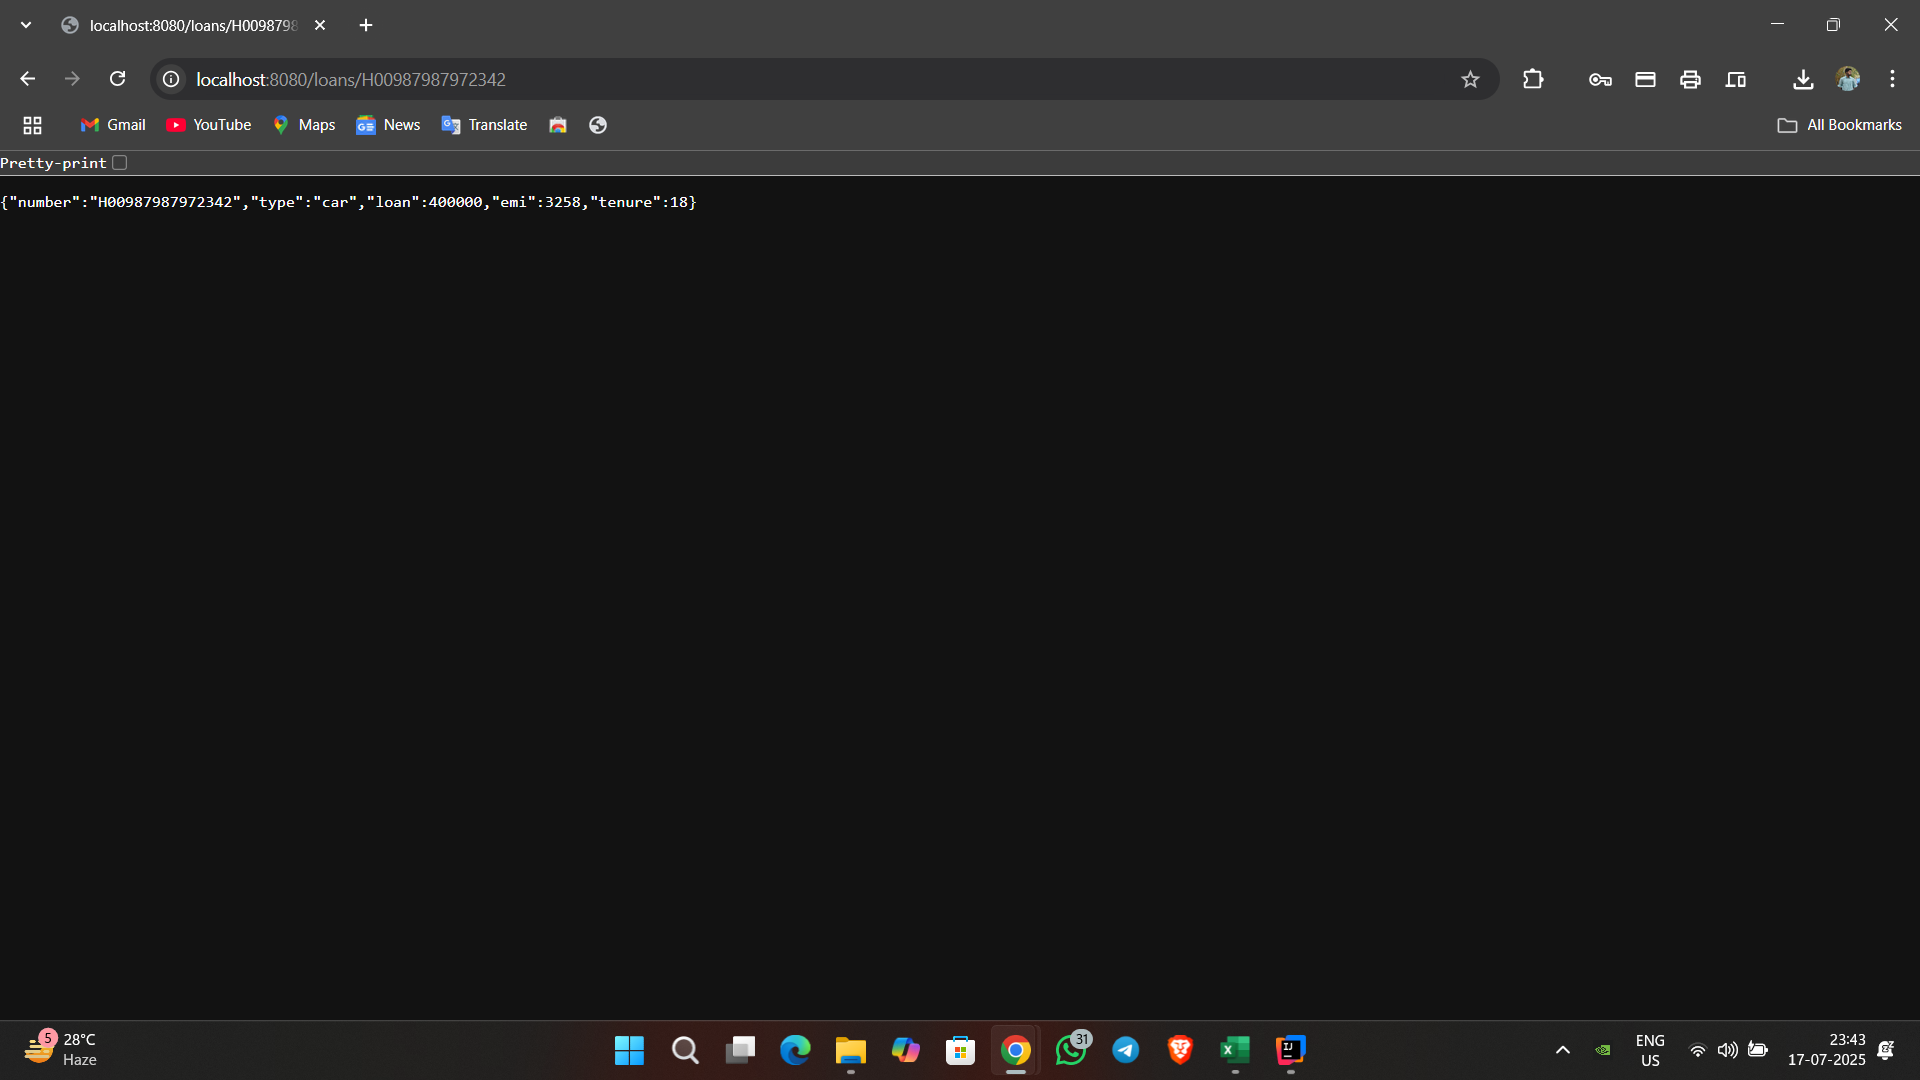 localhost:8080/loans/H0098798
localhost:8080/loans/H00987987972342
Gmail
YouTube
Maps
News
Translate
All Bookmarks
Pretty-print
{"number":"H00987987972342","type":"car","loan":400000,"emi":3258,"tenure":18}
5
28°C
Haze
31
IJ
ENG
US
23:43
17-07-2025